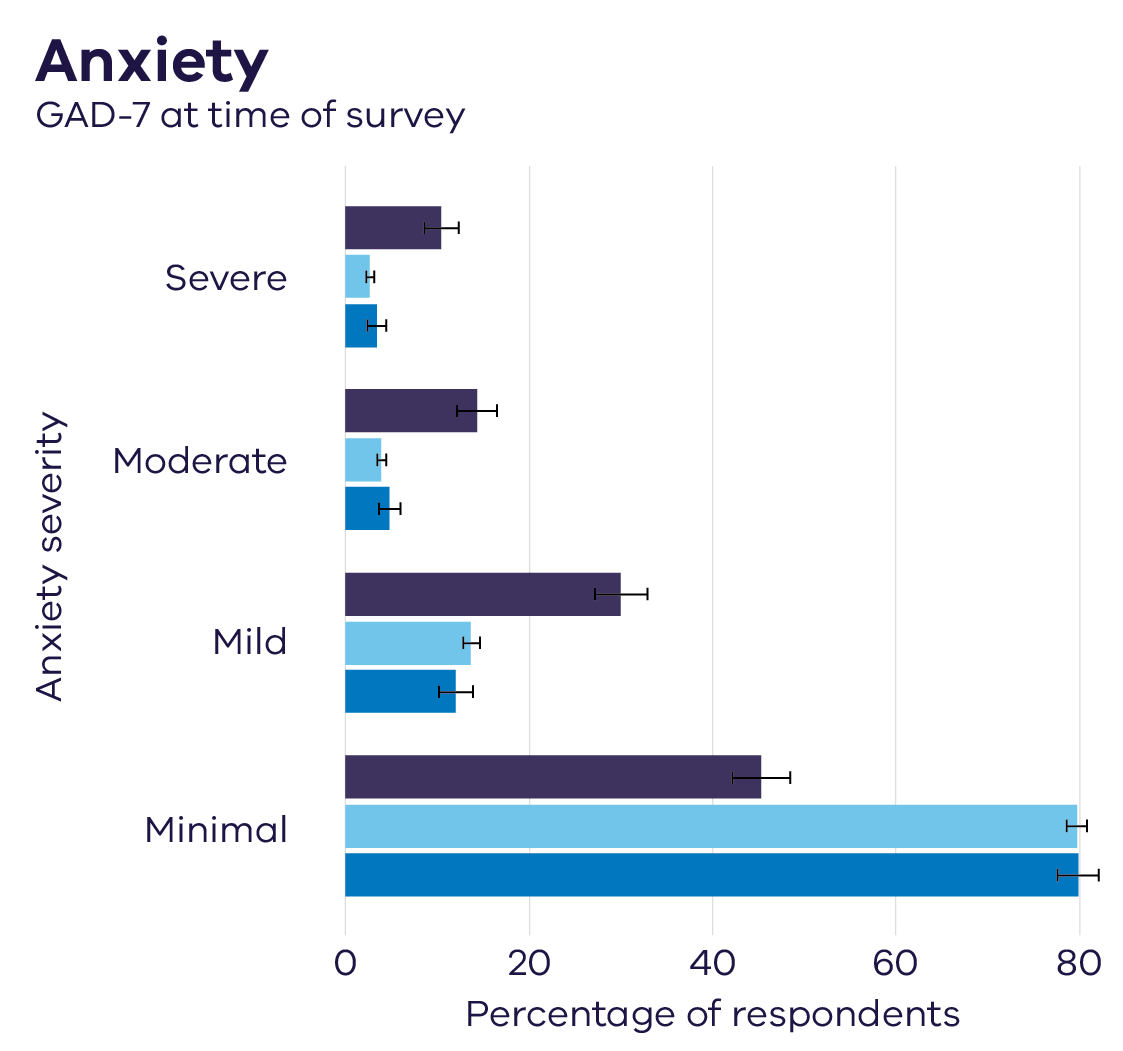 Anxiety
GAD-7 at time of survey
Severe
Moderate
Anxiety severity
Mild
Minimal
0 20 40 60 80
Percentage of respondents